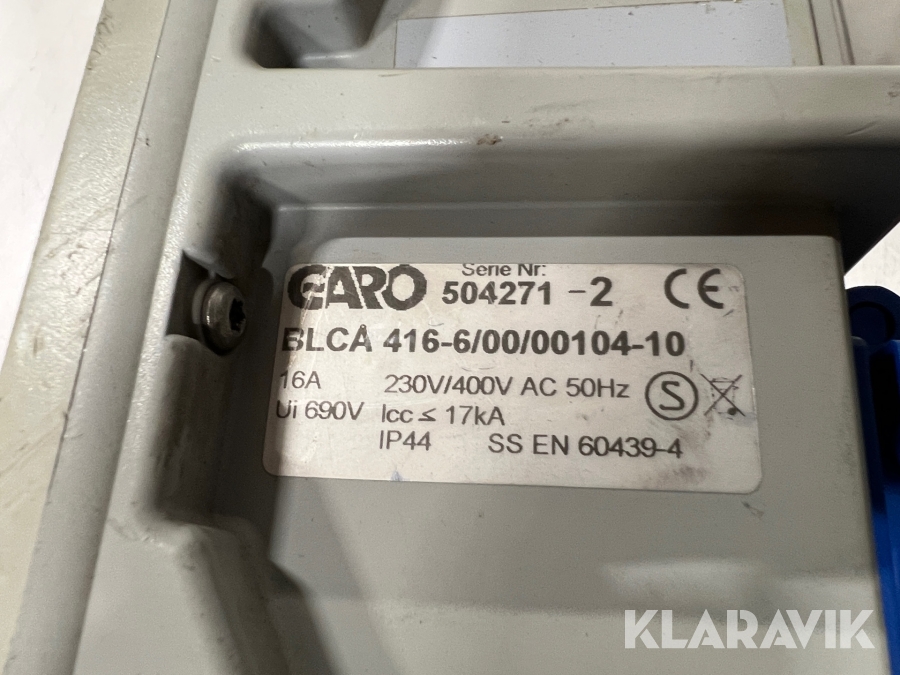 GARO Serie Nr: 504271 -2 CE
BLCA 416-6/00/00104-10
16A 230V/400V AC 50Hz S
Ui 690V Icc ≤ 17kA
IP44 SS EN 60439-4
KLARAVIK